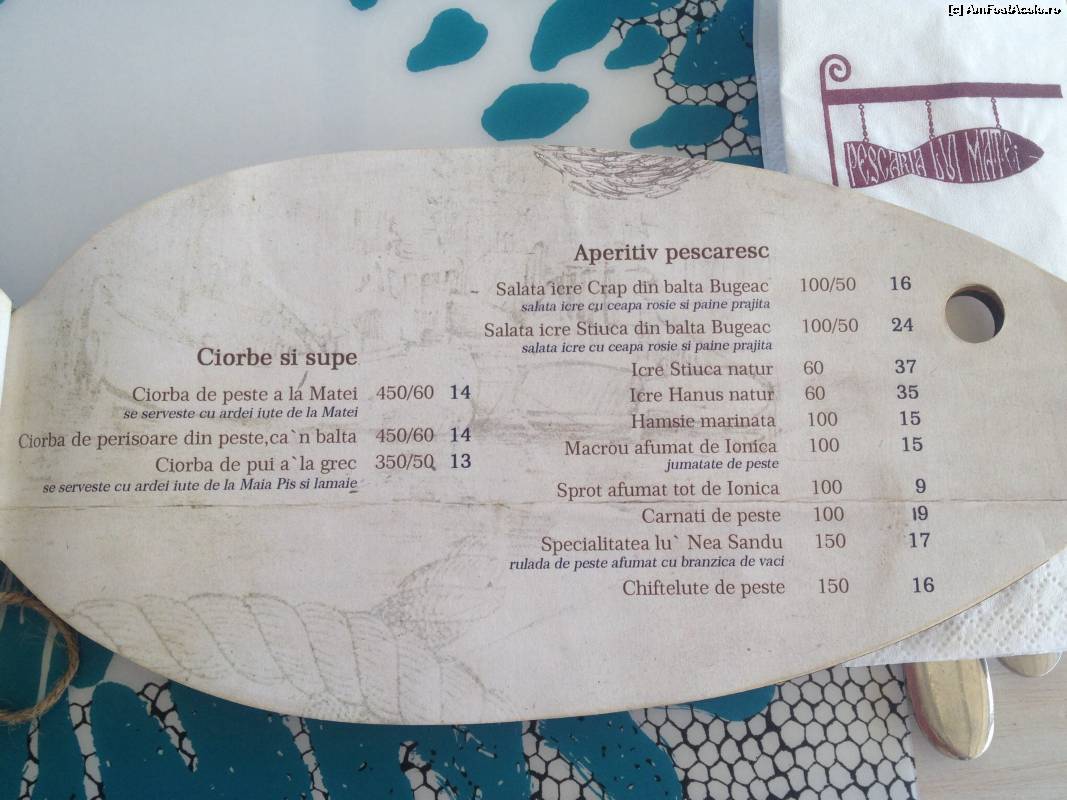 [c] AmFostAcolo.ro
PESCARIA LUI MATEI
Ciorbe si supe
Ciorba de peste a la Matei 450/60 14
se serveste cu ardei iute de la Matei
Ciorba de perisoare din peste,ca`n balta 450/60 14
Ciorba de pui a`la grec 350/50 13
se serveste cu ardei iute de la Maia Pis si lamaie
Aperitiv pescaresc
Salata icre Crap din balta Bugeac 100/50 16
salata icre cu ceapa rosie si paine prajita
Salata icre Stiuca din balta Bugeac 100/50 24
salata icre cu ceapa rosie si paine prajita
Icre Stiuca natur 60 37
Icre Hanus natur 60 35
Hamsie marinata 100 15
Macrou afumat de Ionica 100 15
jumatate de peste
Sprot afumat tot de Ionica 100 9
Carnati de peste 100 19
Specialitatea lu` Nea Sandu 150 17
rulada de peste afumat cu branzica de vaci
Chiftelute de peste 150 16